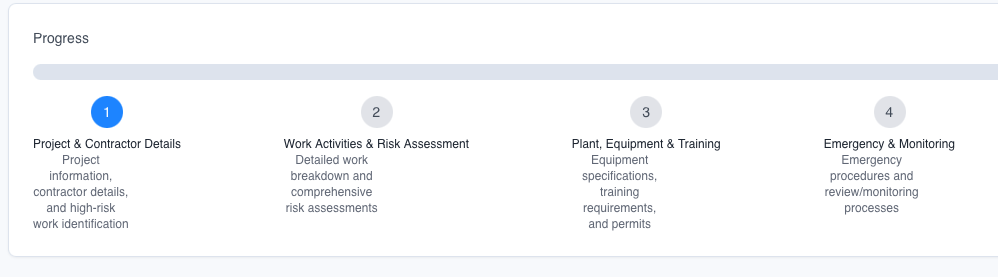 Progress
1
Project & Contractor Details
Project
information,
contractor details,
and high-risk
work identification
2
Work Activities & Risk Assessment
Detailed work
breakdown and
comprehensive
risk assessments
3
Plant, Equipment & Training
Equipment
specifications,
training
requirements,
and permits
4
Emergency & Monitoring
Emergency
procedures and
review/monitoring
processes